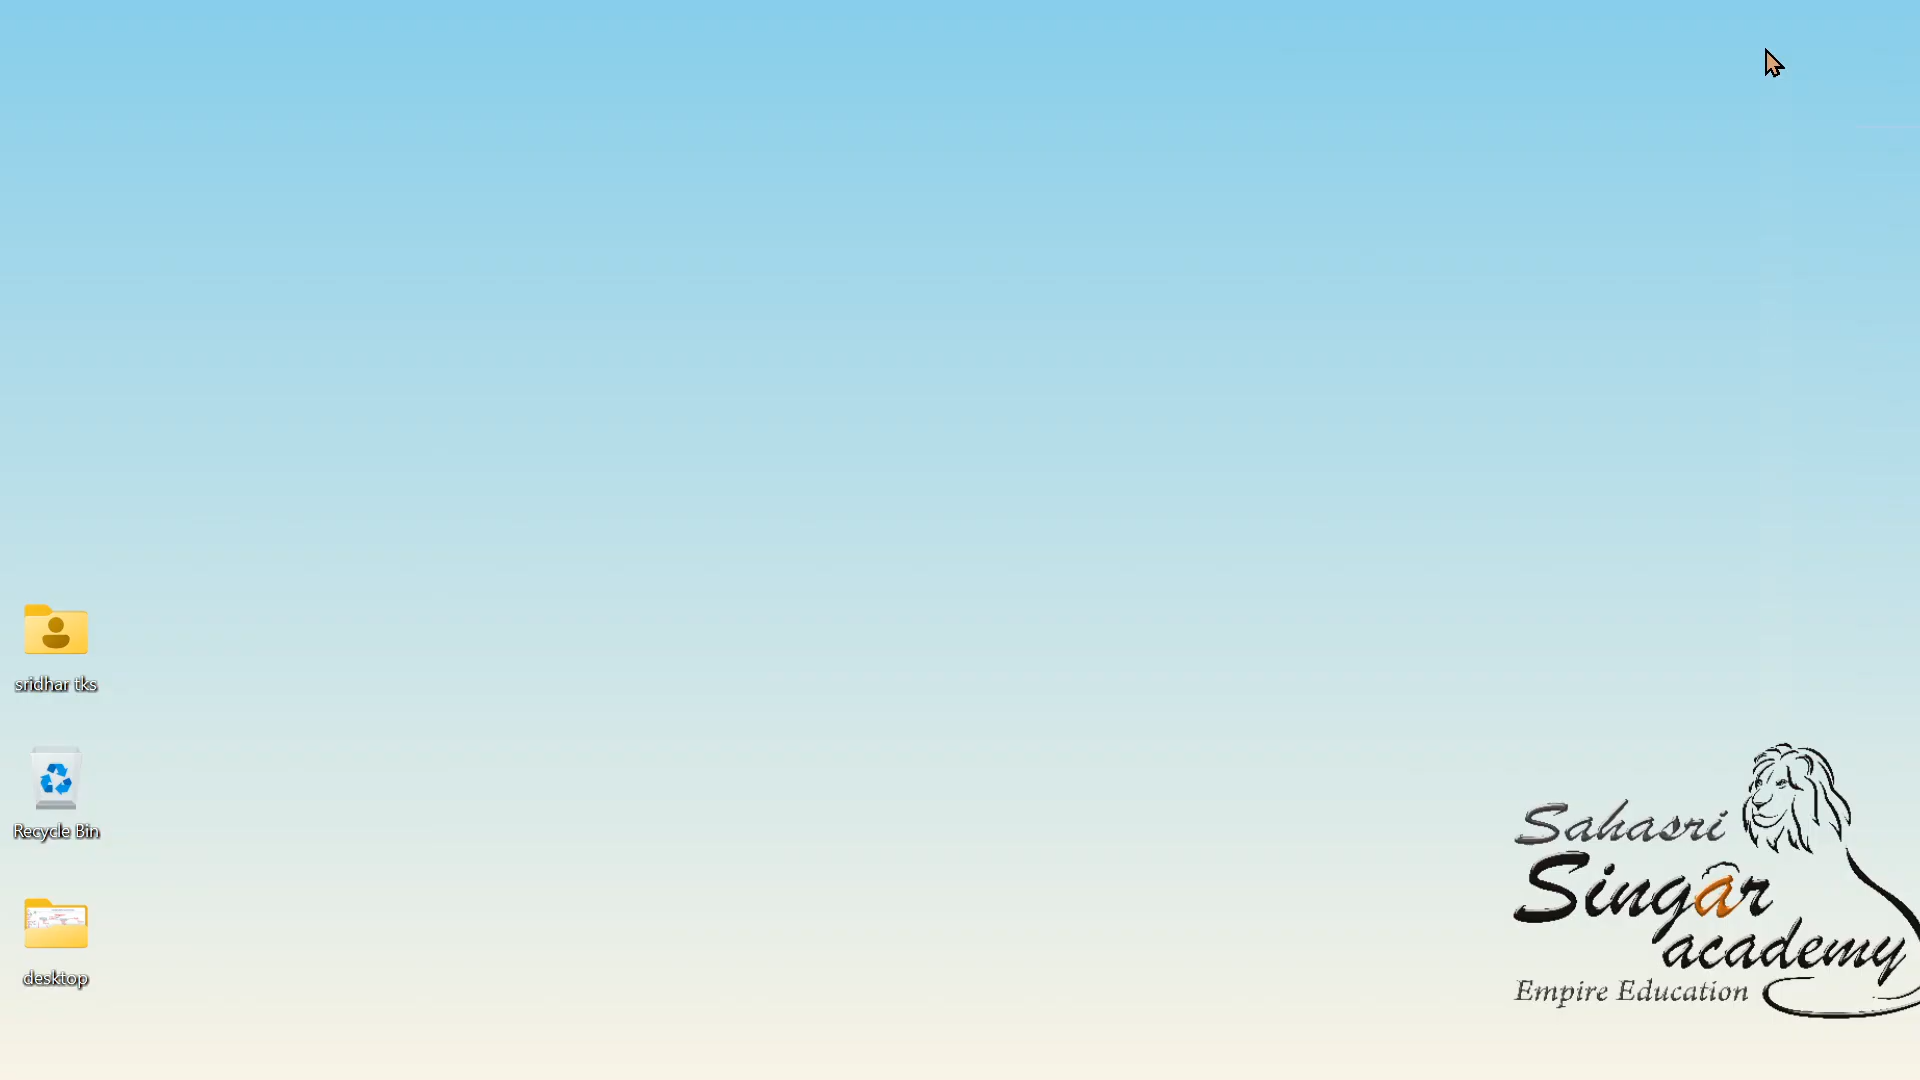 sridhar tks
Recycle Bin
desktop
Sahasri
Singar
academy
Empire Education